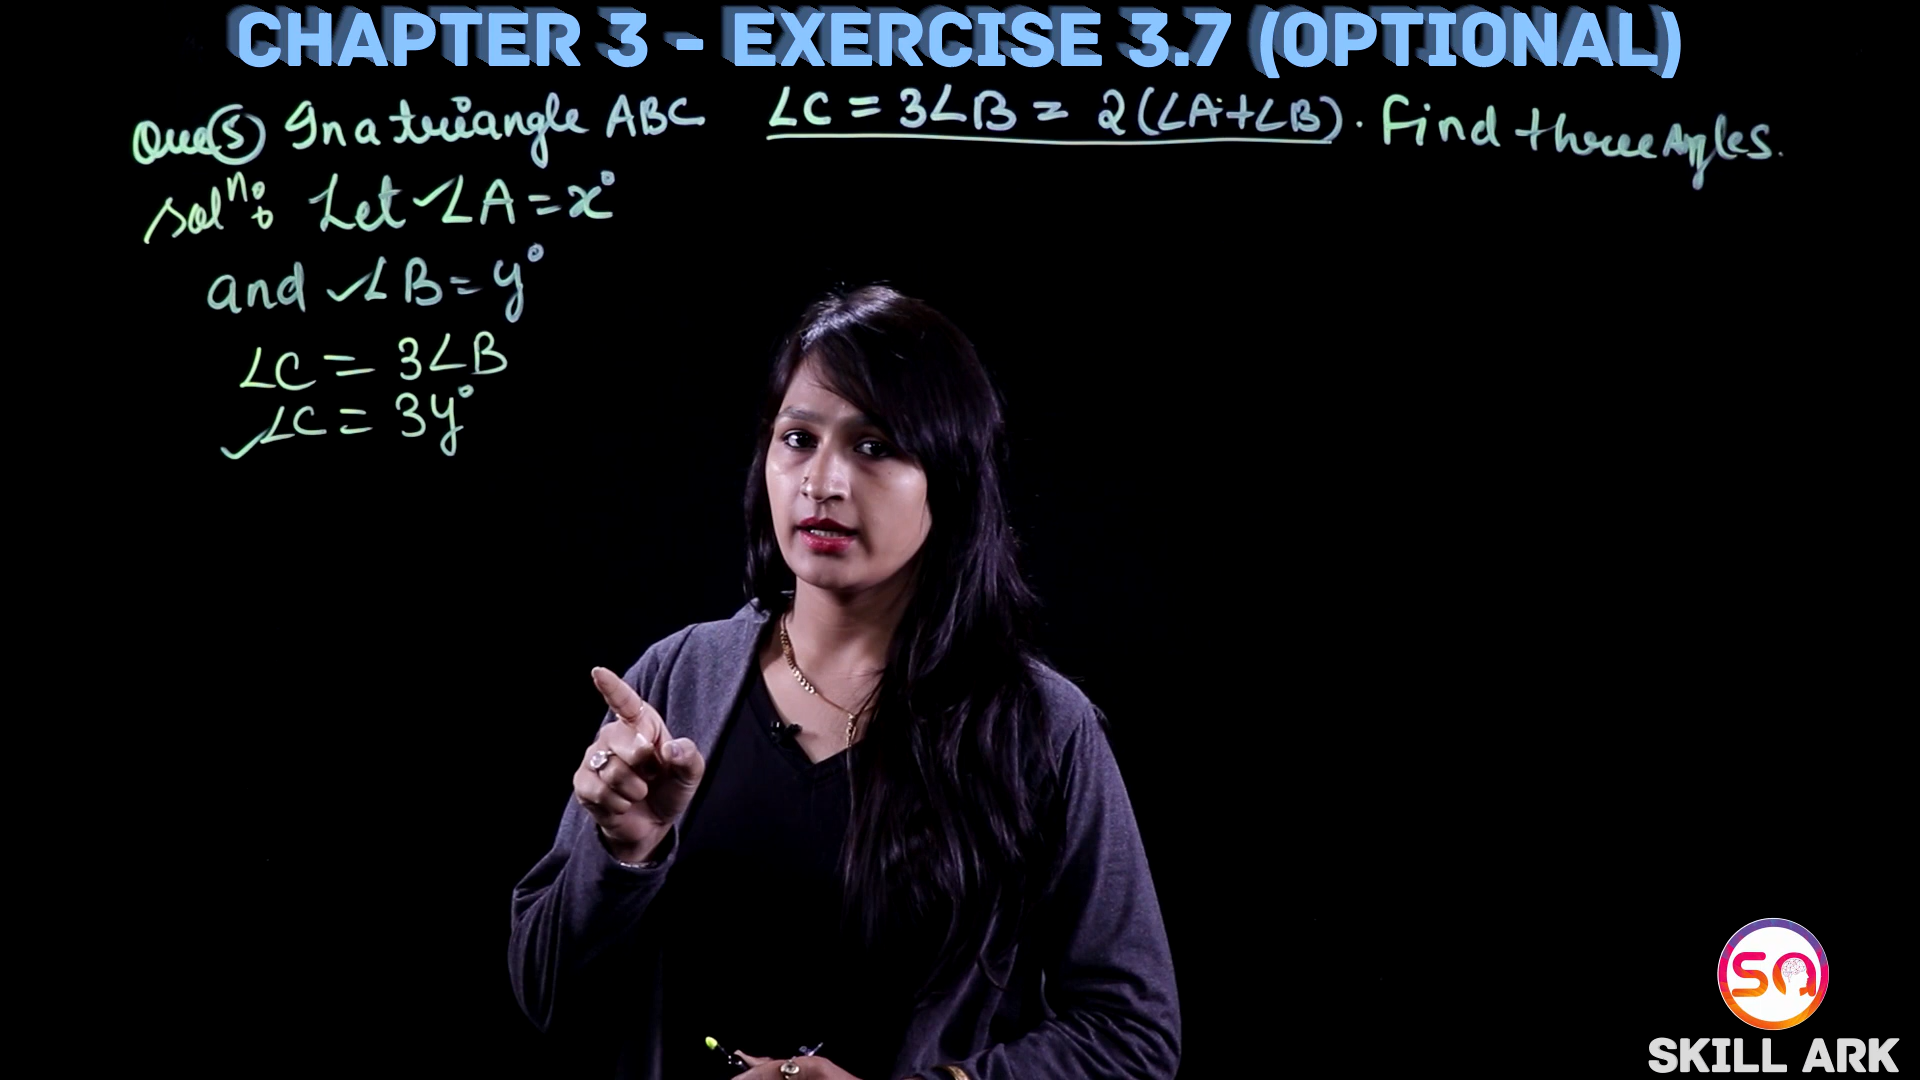 CHAPTER 3 - EXERCISE 3.7 (OPTIONAL)
Que(5) In a triangle ABC ∠C = 3∠B = 2(∠A+∠B). Find three Angles.
solⁿ: Let ✓∠A = x°
and ✓∠B = y°
∠C = 3∠B
✓∠C = 3y°
SA
SKILL ARK